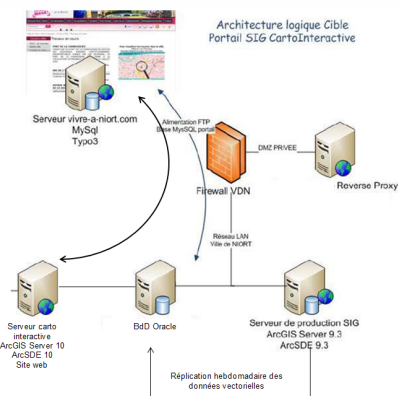 Architecture logique Cible
Portail SIG CartoInteractive
Serveur vivre-a-niort.com
MySql
Typo3
Alimentation FTP
Base MysSQL portail
Firewall VDN
DMZ PRIVEE
Reverse Proxy
Réseau LAN
Ville de NIORT
Serveur carto
interactive
ArcGIS Server 10
ArcSDE 10
Site web
BdD Oracle
Serveur de production SIG
ArcGIS Server 9.3
ArcSDE 9.3
Réplication hebdomadaire des
données vectorielles